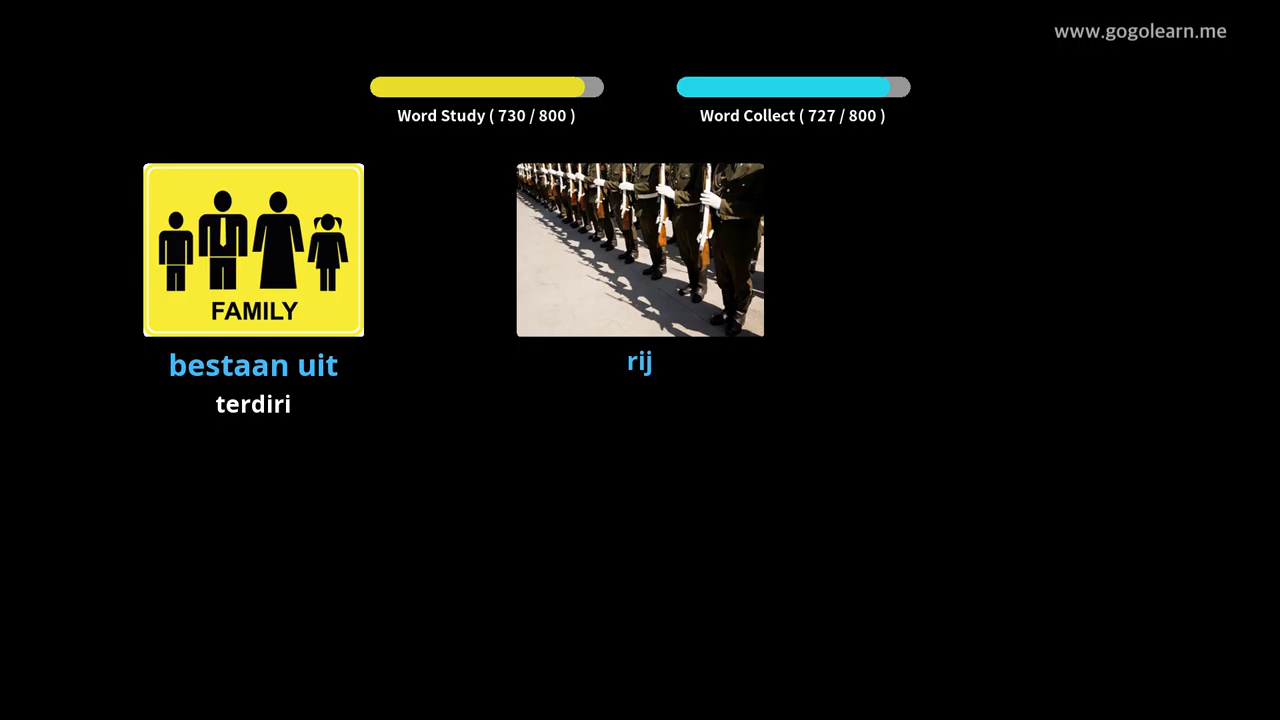 www.gogolearn.me
Word Study ( 730 / 800 )
Word Collect ( 727 / 800 )
FAMILY
bestaan uit
terdiri
rij